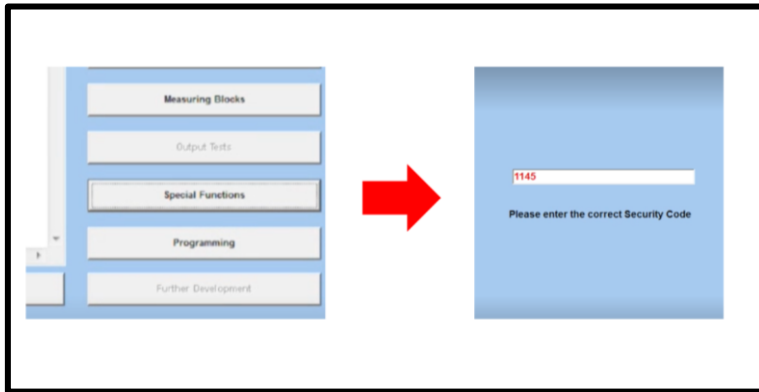 Measuring Blocks
Output Tests
Special Functions
Programming
Further Development
1145
Please enter the correct Security Code